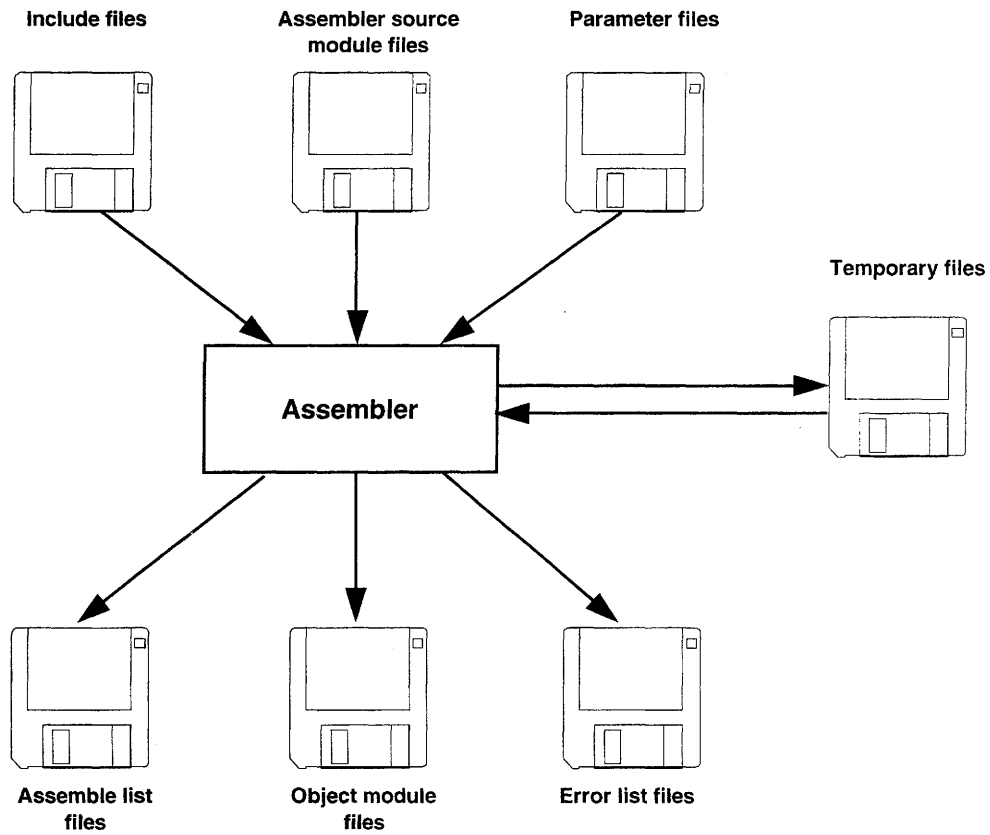 Include files
Assembler source
module files
Parameter files
Temporary files
Assembler
Assemble list
files
Object module
files
Error list files